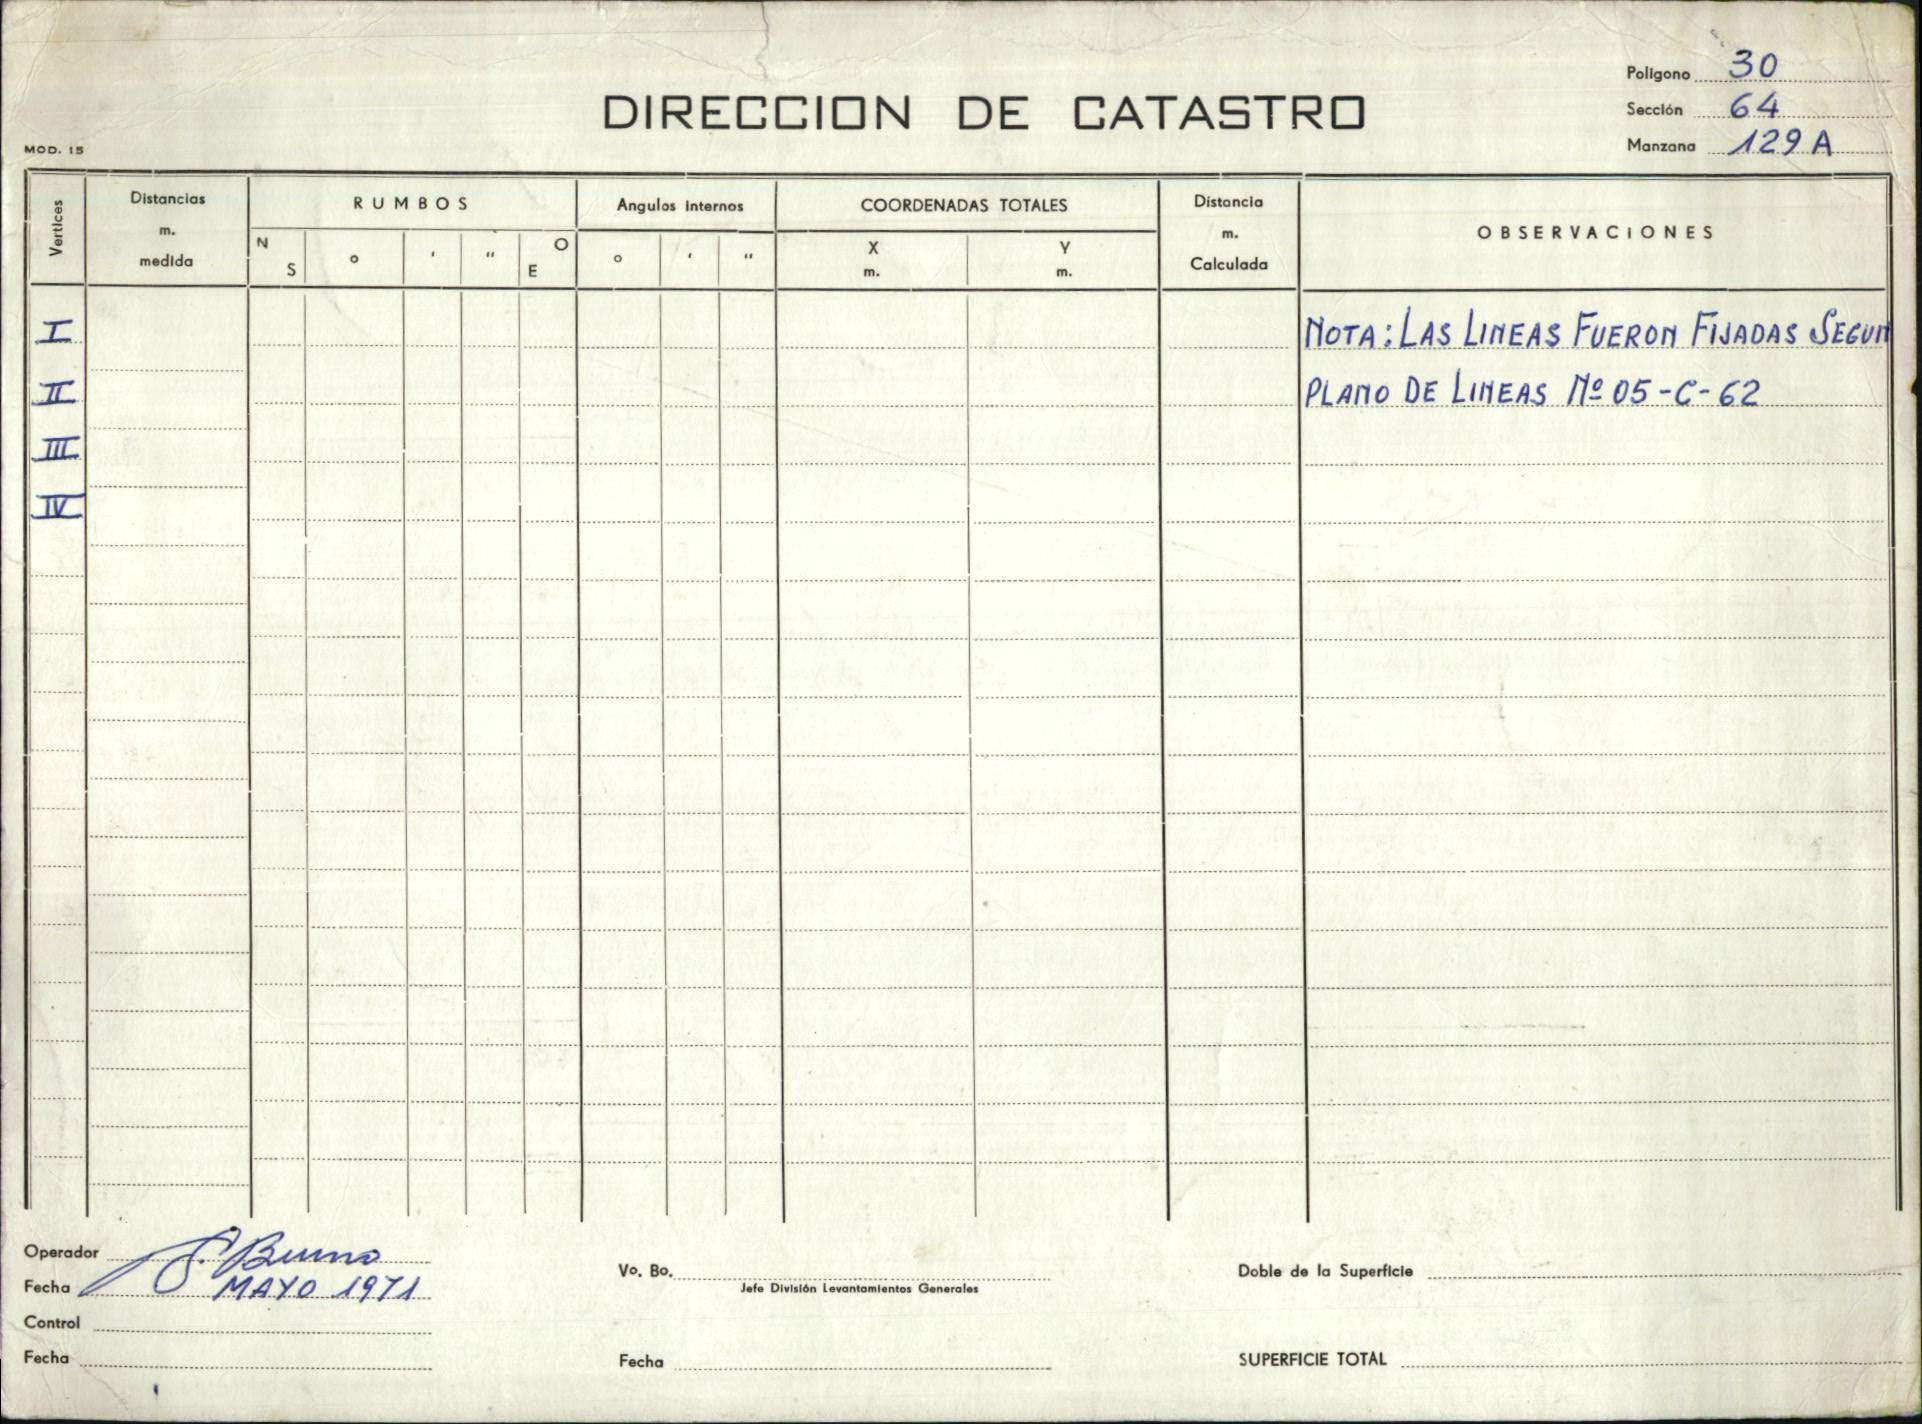 Polígono 30
DIRECCION DE CATASTRO
Sección 64
MOD. 15
Manzana 129 A
Vertices
Distancias
m.
medida
RUMBOS
N
S
o
'
"
O
E
Angulos internos
o
'
"
COORDENADAS TOTALES
X
m.
Y
m.
Distancia
m.
Calculada
OBSERVACIONES
I
NOTA: LAS LINEAS FUERON FIJADAS SEGUN
II
PLANO DE LINEAS Nº 05-C-62
III
IV
Operador
Fecha MAYO 1971
Control
Fecha
Vo. Bo.
Jefe División Levantamientos Generales
Fecha
Doble de la Superficie
SUPERFICIE TOTAL